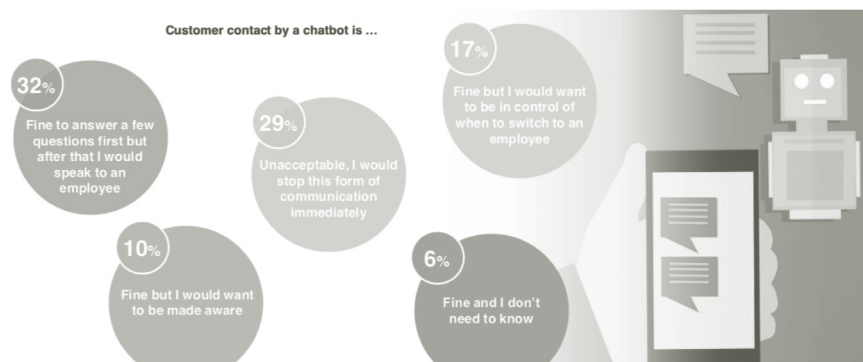 Customer contact by a chatbot is ...
32%
Fine to answer a few
questions first but
after that I would
speak to an
employee
29%
Unacceptable, I would
stop this form of
communication
immediately
17%
Fine but I would want
to be in control of
when to switch to an
employee
10%
Fine but I would want
to be made aware
6%
Fine and I don't
need to know